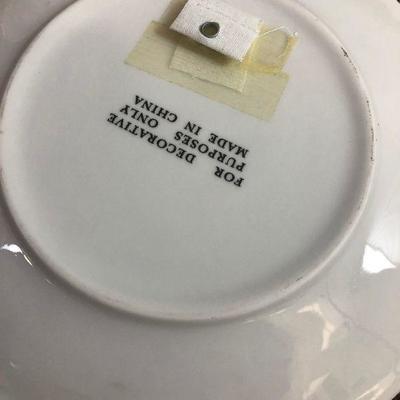 FOR DECORATIVE
PURPOSES ONLY
MADE IN CHINA